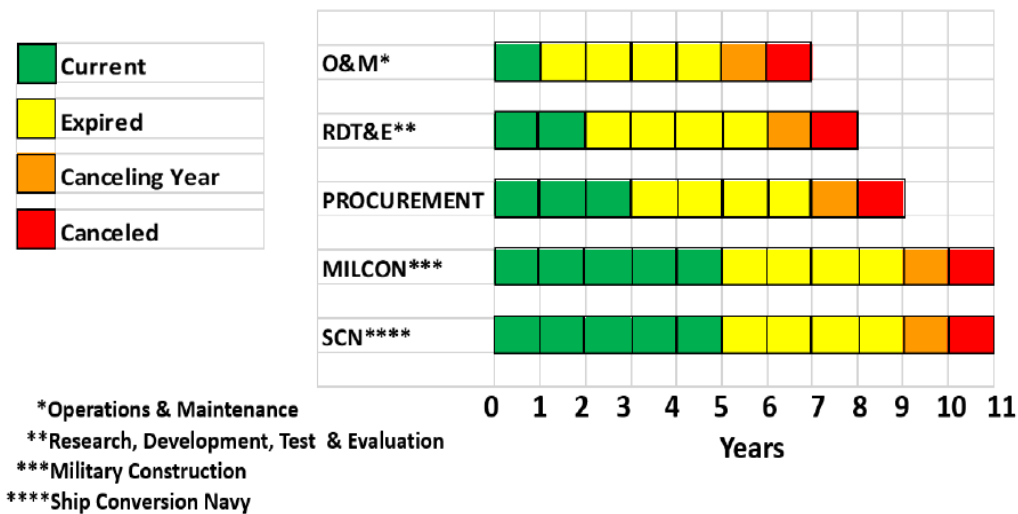 Current
Expired
Canceling Year
Canceled
O&M*
RDT&E**
PROCUREMENT
MILCON***
SCN****
0 1 2 3 4 5 6 7 8 9 10 11
Years
*Operations & Maintenance
**Research, Development, Test & Evaluation
***Military Construction
****Ship Conversion Navy